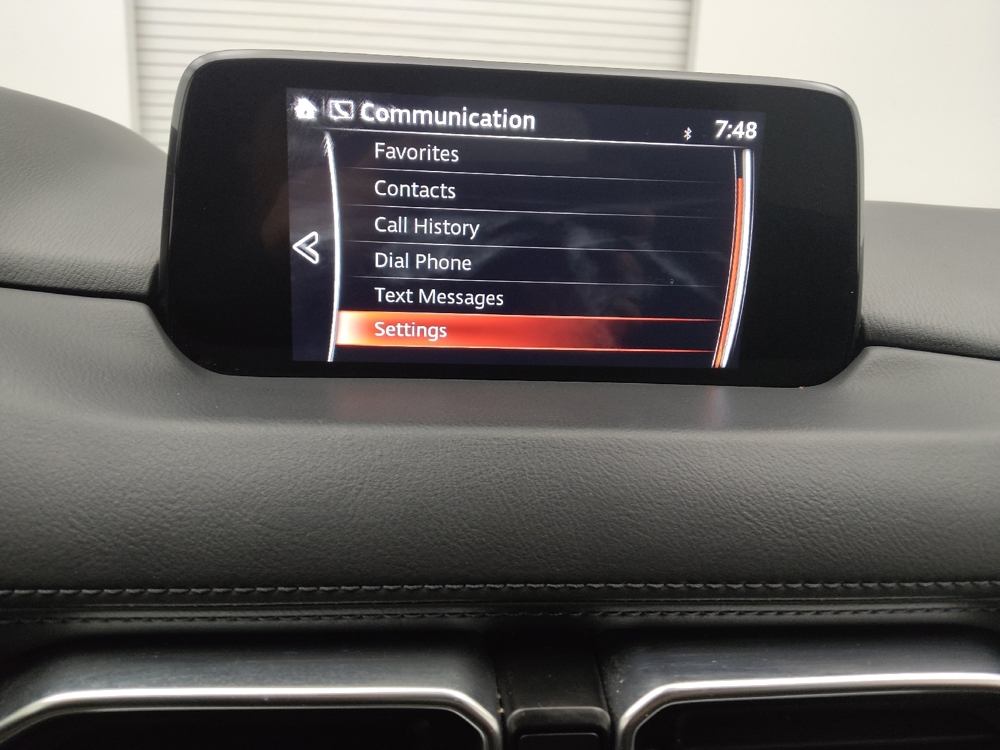 Communication
7:48
Favorites
Contacts
Call History
Dial Phone
Text Messages
Settings